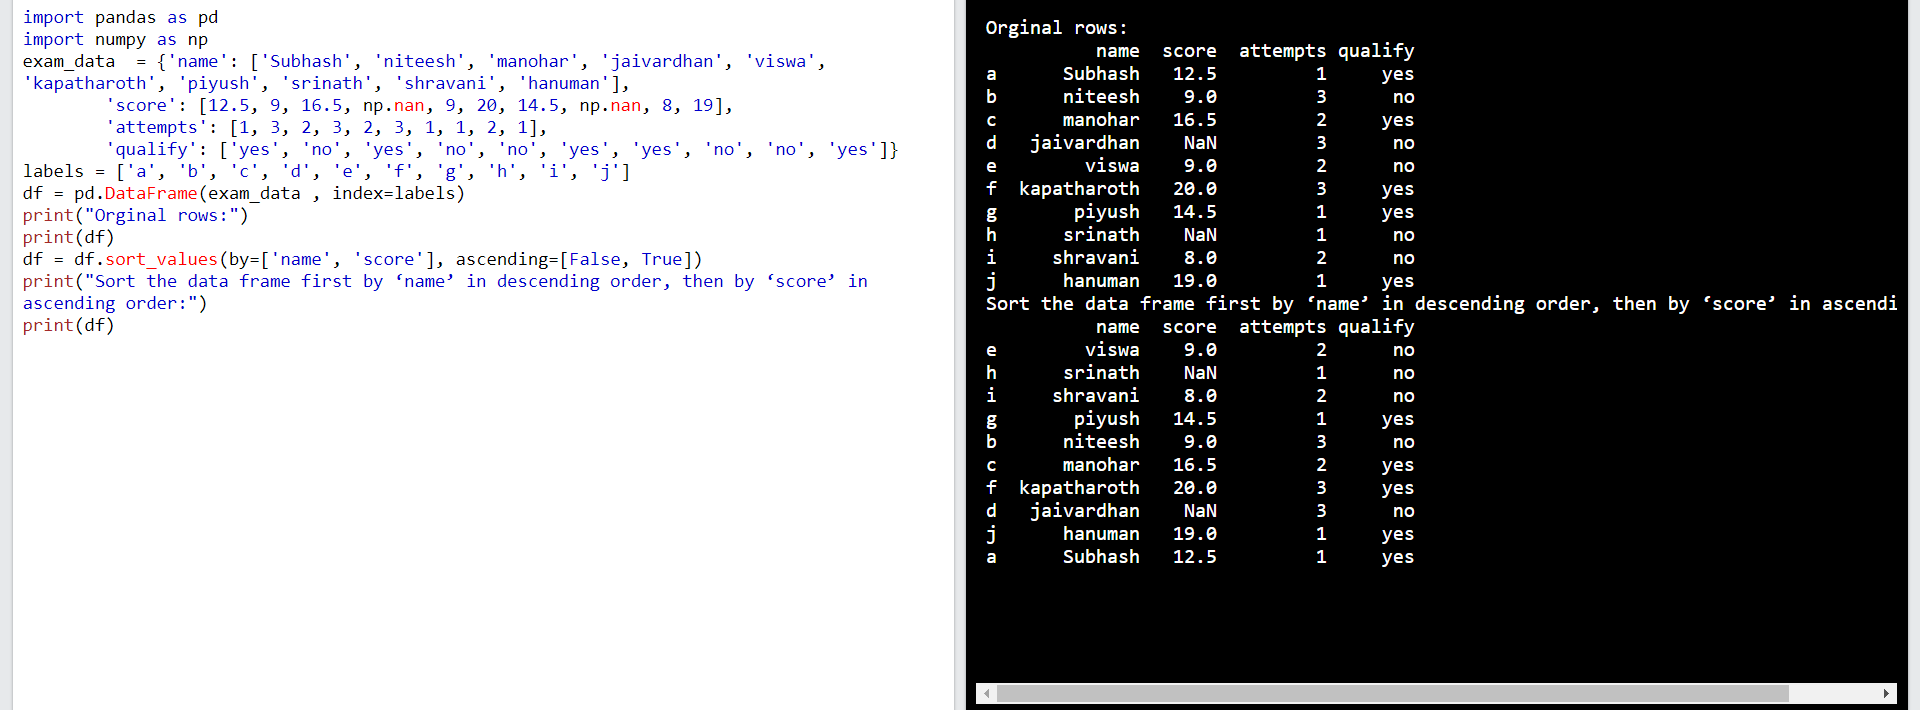 import pandas as pd
import numpy as np
exam_data  = {'name': ['Subhash', 'niteesh', 'manohar', 'jaivardhan', 'viswa',
'kapatharoth', 'piyush', 'srinath', 'shravani', 'hanuman'],
        'score': [12.5, 9, 16.5, np.nan, 9, 20, 14.5, np.nan, 8, 19],
        'attempts': [1, 3, 2, 3, 2, 3, 1, 1, 2, 1],
        'qualify': ['yes', 'no', 'yes', 'no', 'no', 'yes', 'yes', 'no', 'no', 'yes']}
labels = ['a', 'b', 'c', 'd', 'e', 'f', 'g', 'h', 'i', 'j']
df = pd.DataFrame(exam_data , index=labels)
print("Orginal rows:")
print(df)
df = df.sort_values(by=['name', 'score'], ascending=[False, True])
print("Sort the data frame first by ‘name’ in descending order, then by ‘score’ in
ascending order:")
print(df)
Orginal rows:
          name  score  attempts qualify
a      Subhash   12.5         1     yes
b      niteesh    9.0         3      no
c      manohar   16.5         2     yes
d   jaivardhan    NaN         3      no
e        viswa    9.0         2      no
f  kapatharoth   20.0         3     yes
g       piyush   14.5         1     yes
h      srinath    NaN         1      no
i     shravani    8.0         2      no
j      hanuman   19.0         1     yes
Sort the data frame first by ‘name’ in descending order, then by ‘score’ in ascendi
          name  score  attempts qualify
e        viswa    9.0         2      no
h      srinath    NaN         1      no
i     shravani    8.0         2      no
g       piyush   14.5         1     yes
b      niteesh    9.0         3      no
c      manohar   16.5         2     yes
f  kapatharoth   20.0         3     yes
d   jaivardhan    NaN         3      no
j      hanuman   19.0         1     yes
a      Subhash   12.5         1     yes